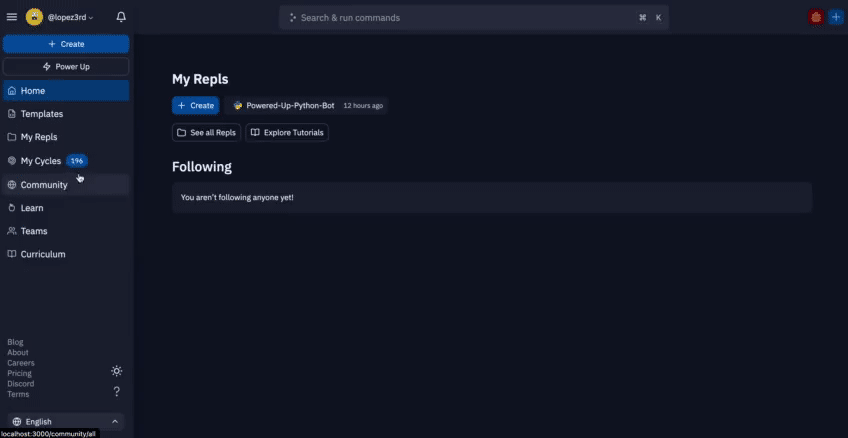 @lopez3rd
Search & run commands
⌘ K
+ Create
Power Up
Home
Templates
My Repls
My Cycles 196
Community
Learn
Teams
Curriculum
Blog
About
Careers
Pricing
Discord
Terms
?
English
localhost:3000/community/all
My Repls
+ Create
Powered-Up-Python-Bot 12 hours ago
See all Repls
Explore Tutorials
Following
You aren't following anyone yet!